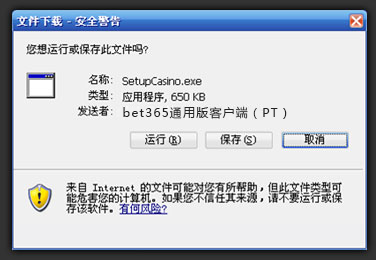 文件下载 - 安全警告
您想运行或保存此文件吗?
名称: SetupCasino.exe
类型: 应用程序, 650 KB
发送者: bet365通用版客户端（PT）
运行(R) 保存(S) 取消
来自 Internet 的文件可能对您有所帮助,但此文件类型可
能危害您的计算机。如果您不信任其来源,请不要运行或保
存该软件。有何风险?